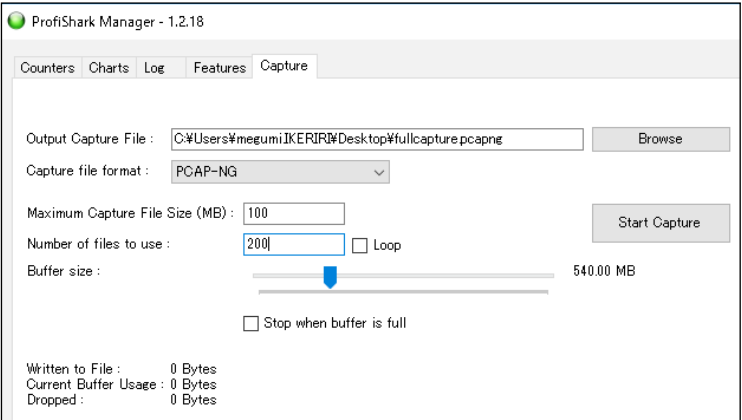 ProfiShark Manager - 1.2.18
Counters Charts Log Features Capture
Output Capture File : C:¥Users¥megumi.IKERIRI¥Desktop¥fullcapture.pcapng Browse
Capture file format : PCAP-NG
Maximum Capture File Size (MB) : 100
Start Capture
Number of files to use : 200 Loop
Buffer size : 540.00 MB
Stop when buffer is full
Written to File : 0 Bytes
Current Buffer Usage : 0 Bytes
Dropped : 0 Bytes